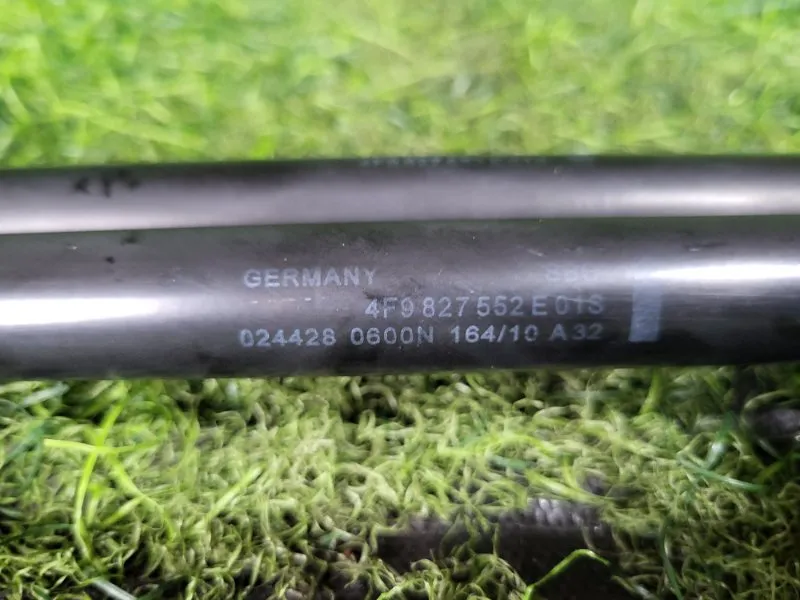 GERMANY
4F9 827 552 E 01S
024428 0600N 164/10 A32